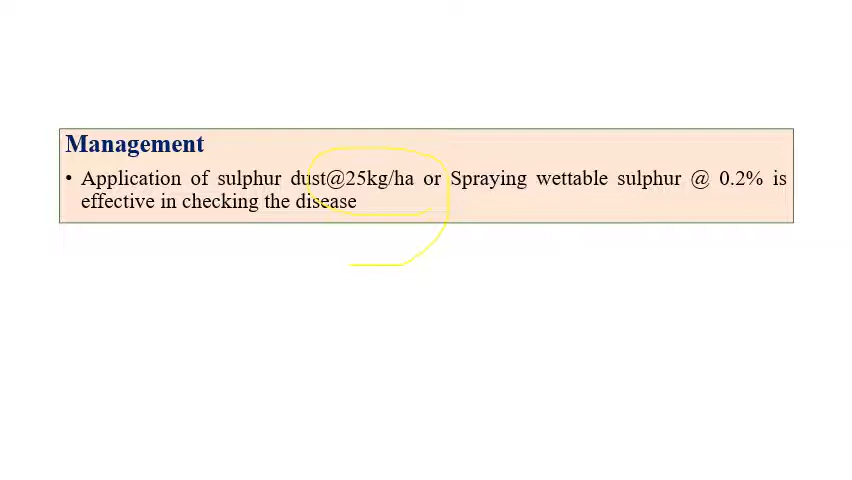 Management
• Application of sulphur dust@25kg/ha or Spraying wettable sulphur @ 0.2% is
effective in checking the disease